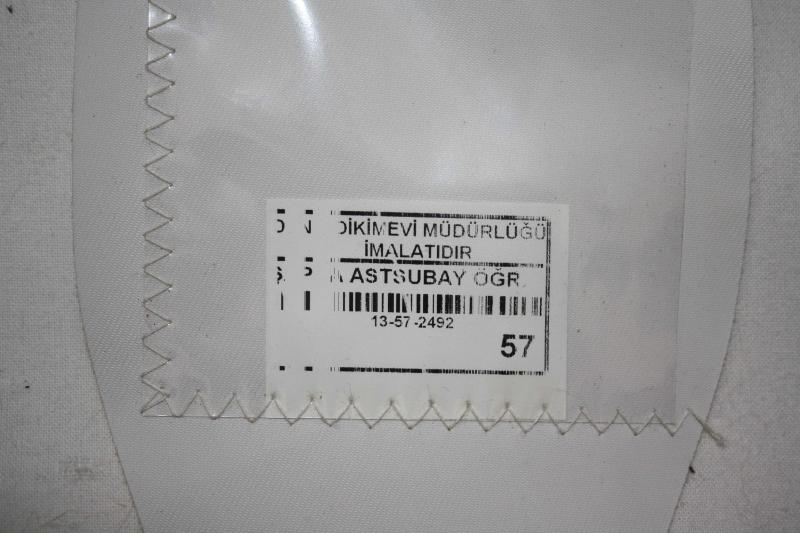 DİKİMEVİ MÜDÜRLÜĞÜ
İMALATIDIR
ASTSUBAY ÖĞR.
13-57-2492
57